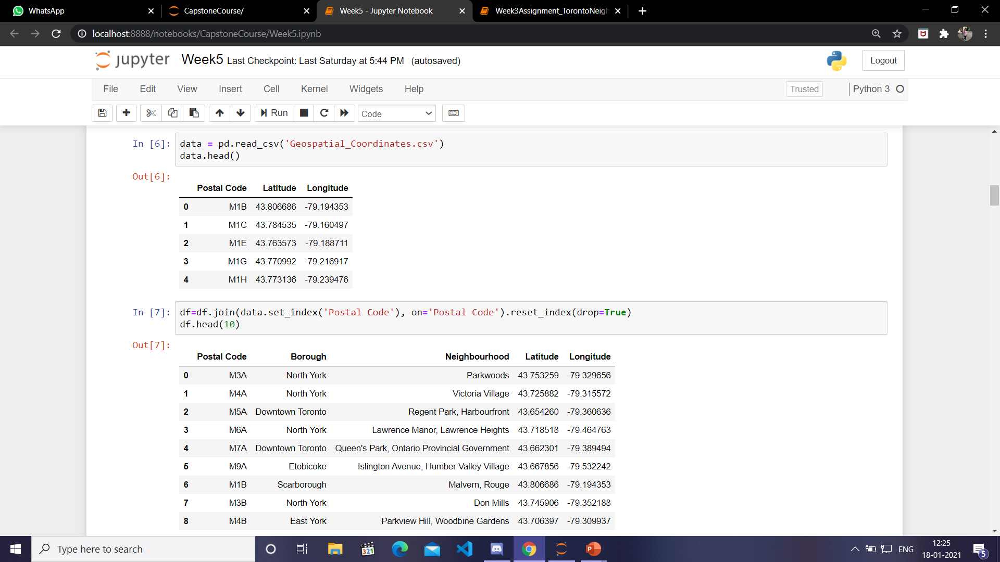 WhatsApp
CapstoneCourse/
Week5 - Jupyter Notebook
Week3Assignment_TorontoNeigh
localhost:8888/notebooks/CapstoneCourse/Week5.ipynb
jupyter Week5 Last Checkpoint: Last Saturday at 5:44 PM (autosaved)
Logout
File Edit View Insert Cell Kernel Widgets Help
Trusted
Python 3
Run
Code
In [6]: data = pd.read_csv('Geospatial_Coordinates.csv')
data.head()
Out[6]:
Postal Code Latitude Longitude
0 M1B 43.806686 -79.194353
1 M1C 43.784535 -79.160497
2 M1E 43.763573 -79.188711
3 M1G 43.770992 -79.216917
4 M1H 43.773136 -79.239476
In [7]: df=df.join(data.set_index('Postal Code'), on='Postal Code').reset_index(drop=True)
df.head(10)
Out[7]:
Postal Code Borough Neighbourhood Latitude Longitude
0 M3A North York Parkwoods 43.753259 -79.329656
1 M4A North York Victoria Village 43.725882 -79.315572
2 M5A Downtown Toronto Regent Park, Harbourfront 43.654260 -79.360636
3 M6A North York Lawrence Manor, Lawrence Heights 43.718518 -79.464763
4 M7A Downtown Toronto Queen's Park, Ontario Provincial Government 43.662301 -79.389494
5 M9A Etobicoke Islington Avenue, Humber Valley Village 43.667856 -79.532242
6 M1B Scarborough Malvern, Rouge 43.806686 -79.194353
7 M3B North York Don Mills 43.745906 -79.352188
8 M4B East York Parkview Hill, Woodbine Gardens 43.706397 -79.309937
Type here to search
321
P
ENG
12:25
18-01-2021
5